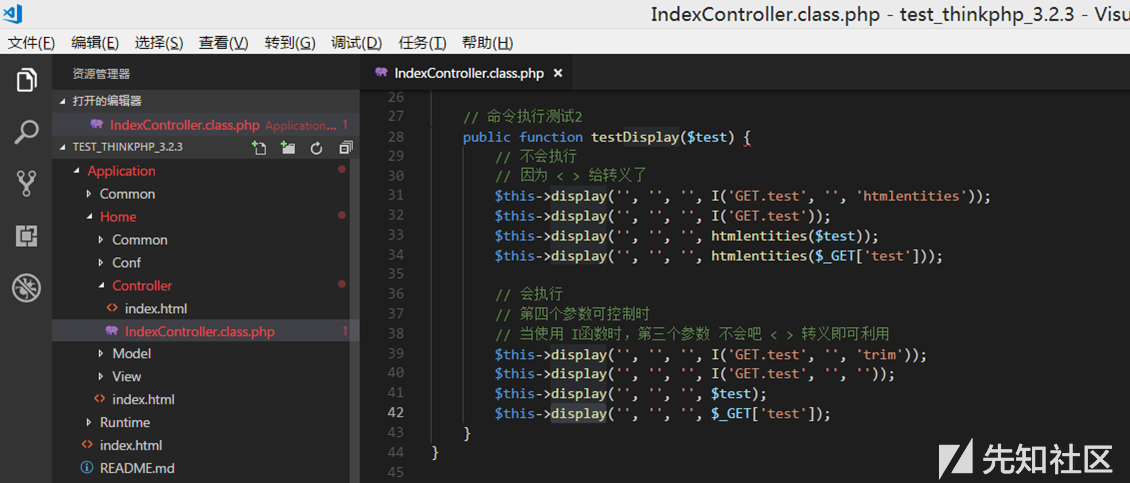 IndexController.class.php - test_thinkphp_3.2.3 - Visu
文件(F) 编辑(E) 选择(S) 查看(V) 转到(G) 调试(D) 任务(T) 帮助(H)
资源管理器
打开的编辑器
IndexController.class.php Application... 1
TEST_THINKPHP_3.2.3
Application
Common
Home
Common
Conf
Controller
index.html
IndexController.class.php 1
Model
View
index.html
Runtime
index.html
README.md
IndexController.class.php ×
26
27 // 命令执行测试2
28 public function testDisplay($test) {
29 // 不会执行
30 // 因为 < > 给转义了
31 $this->display('', '', '', I('GET.test', '', 'htmlentities'));
32 $this->display('', '', '', I('GET.test'));
33 $this->display('', '', '', htmlentities($test));
34 $this->display('', '', '', htmlentities($_GET['test']));
35
36 // 会执行
37 // 第四个参数可控制时
38 // 当使用 I函数时，第三个参数 不会吧 < > 转义即可利用
39 $this->display('', '', '', I('GET.test', '', 'trim'));
40 $this->display('', '', '', I('GET.test', '', ''));
41 $this->display('', '', '', $test);
42 $this->display('', '', '', $_GET['test']);
43 }
44 }
45
先知社区